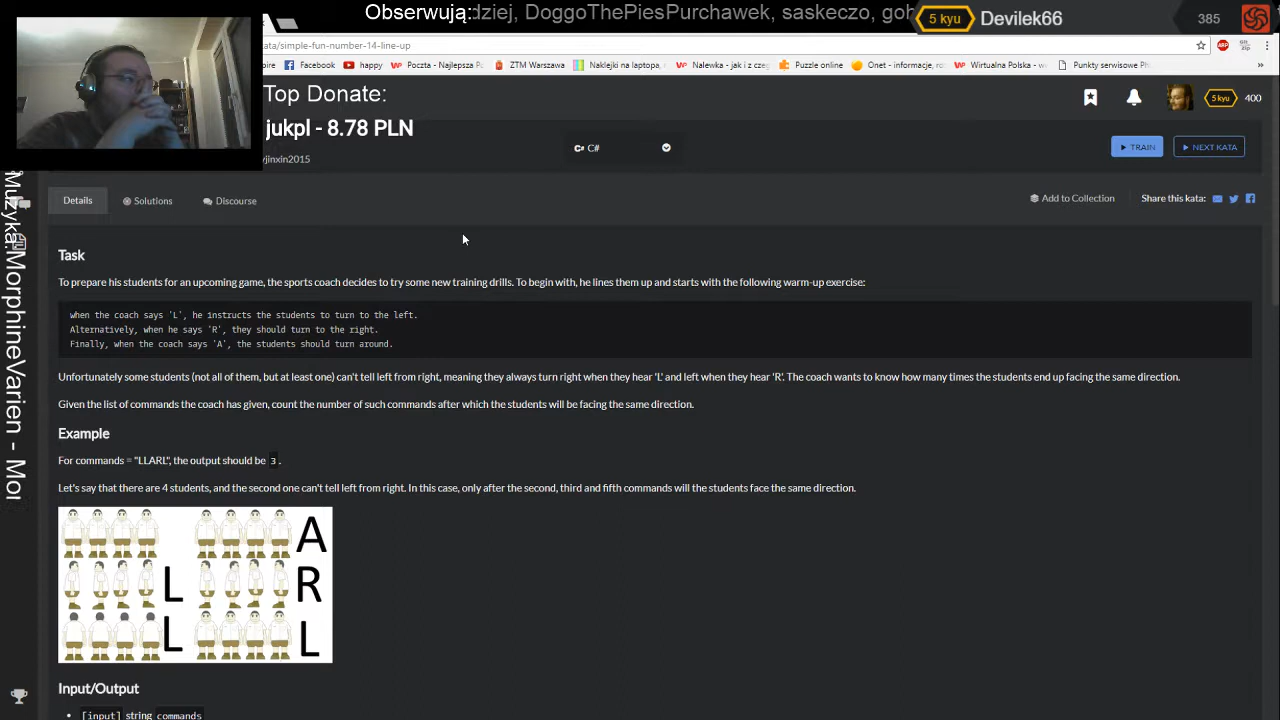 Obserwują: dziej, DoggoThePiesPurchawek, saskeczo, gob
5 kyu Devilek66 385
kata/simple-fun-number-14-line-up
Facebook happy Poczta - Najlepsza Po ZTM Warszawa Naklejki na laptopa, Nalewka - jak i z czeg Puzzle online Onet - informacje, ro Wirtualna Polska - w Punkty serwisowe Ph »
Top Donate:
jukpl - 8.78 PLN
5 kyu 400
C#
TRAIN NEXT KATA
yjinxin2015
Details Solutions Discourse
Add to Collection Share this kata:
Task
To prepare his students for an upcoming game, the sports coach decides to try some new training drills. To begin with, he lines them up and starts with the following warm-up exercise:
when the coach says 'L', he instructs the students to turn to the left.
Alternatively, when he says 'R', they should turn to the right.
Finally, when the coach says 'A', the students should turn around.
Unfortunately some students (not all of them, but at least one) can't tell left from right, meaning they always turn right when they hear 'L' and left when they hear 'R'. The coach wants to know how many times the students end up facing the same direction.
Given the list of commands the coach has given, count the number of such commands after which the students will be facing the same direction.
Example
For commands = "LLARL", the output should be 3.
Let's say that there are 4 students, and the second one can't tell left from right. In this case, only after the second, third and fifth commands will the students face the same direction.
A
L R
L L
Input/Output
[input] string commands
Muzyka: MorphineVarien - Mor